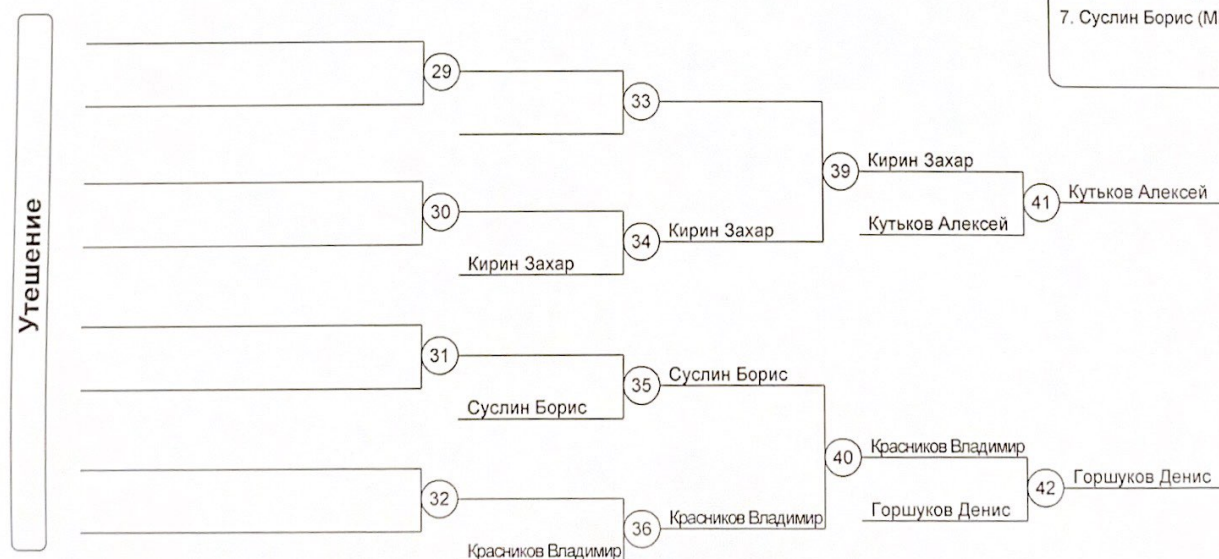 7. Суслин Борис (М
Утешение
29
33
39
Кирин Захар
41
Кутьков Алексей
Кутьков Алексей
30
34
Кирин Захар
Кирин Захар
31
35
Суслин Борис
Суслин Борис
40
Красников Владимир
42
Горшуков Денис
Горшуков Денис
32
36
Красников Владимир
Красников Владимир